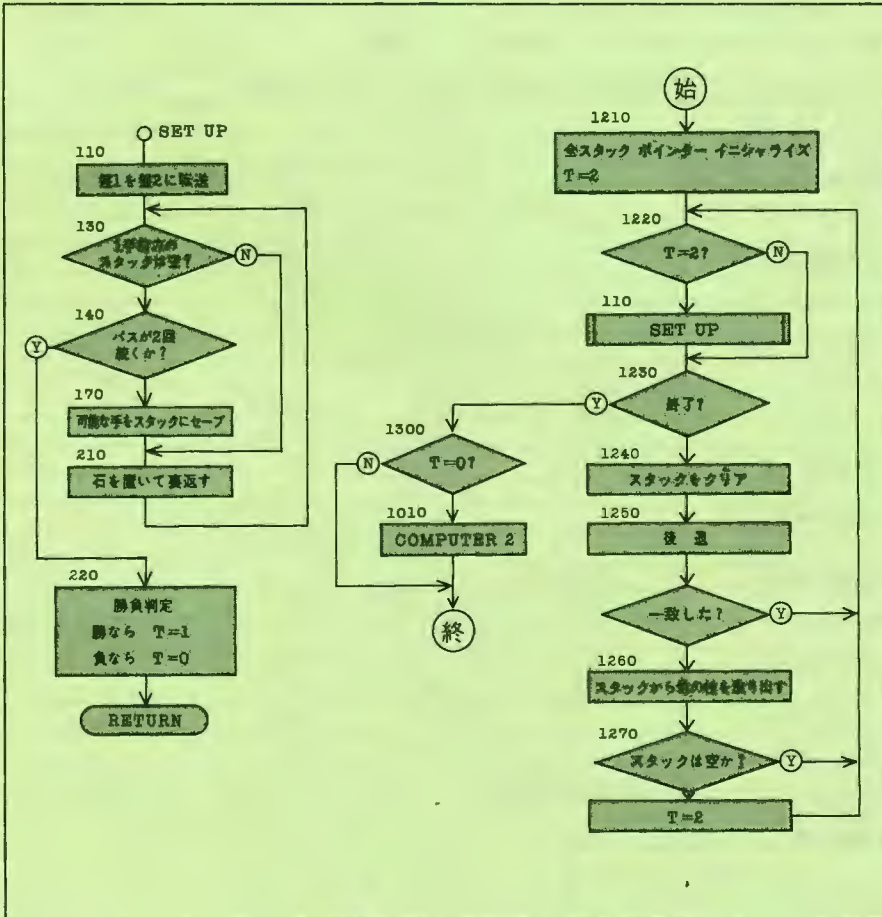 SET UP
110
盤1を盤2に転送
130
スタックは空?
N
140
パスが2回
続くか?
Y
170
可能な手をスタックにセーブ
210
石を置いて裏返す
220
勝負判定
勝なら T=1
負なら T=0
RETURN
始
1210
全スタック ポインター イニシャライズ
T=2
1220
T=2?
N
110
SET UP
1230
終了?
Y
1300
T=0?
N
1010
COMPUTER 2
終
1240
スタックをクリア
1250
後退
一致した?
Y
1260
スタックから を取り出す
1270
スタックは空か?
Y
T=2